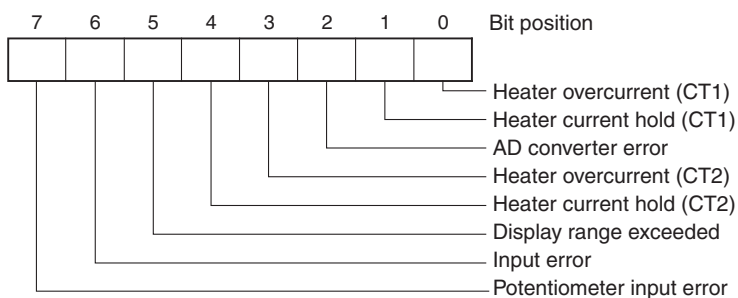 7 6 5 4 3 2 1 0 Bit position
Heater overcurrent (CT1)
Heater current hold (CT1)
AD converter error
Heater overcurrent (CT2)
Heater current hold (CT2)
Display range exceeded
Input error
Potentiometer input error